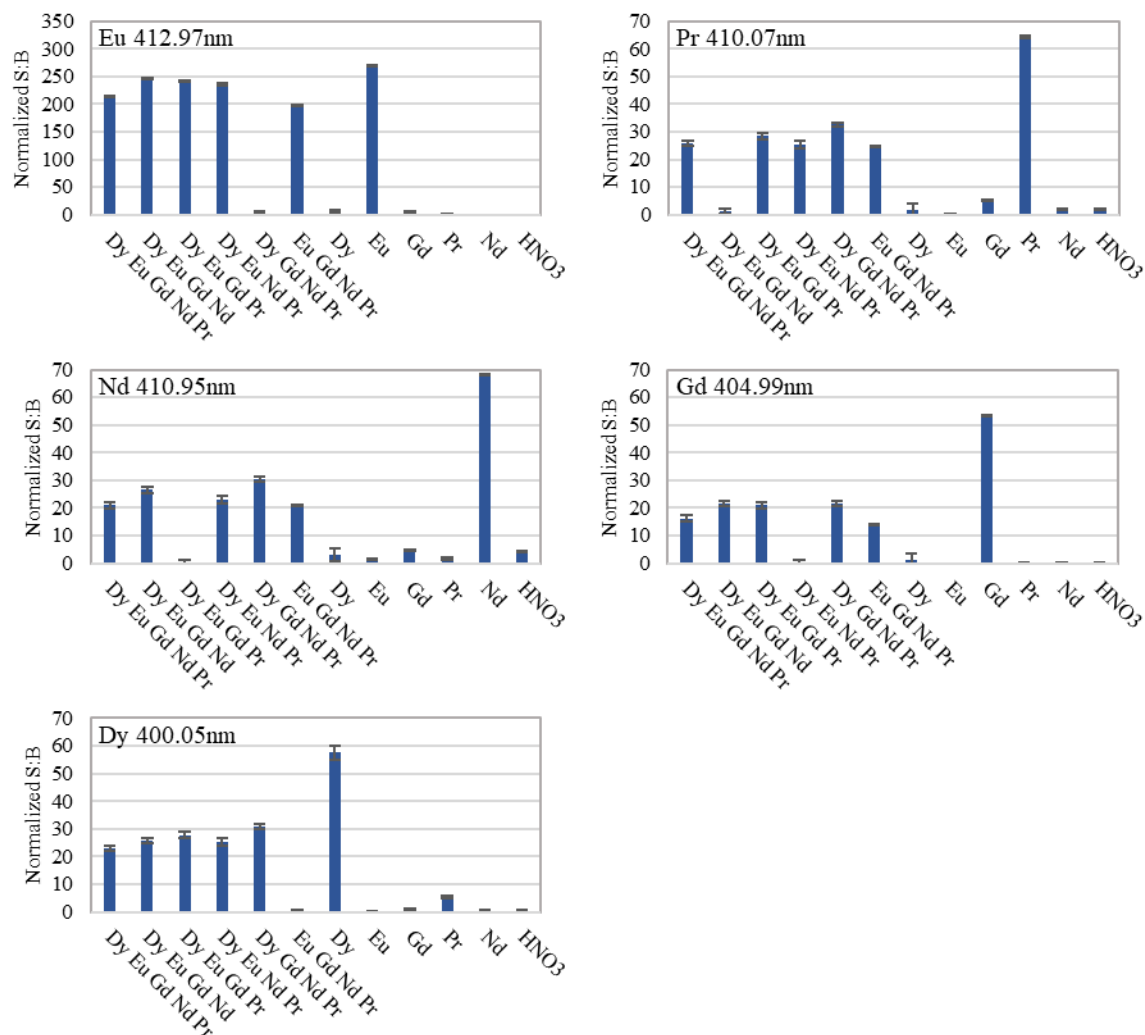 Eu 412.97nm
Normalized S:B
350
300
250
200
150
100
50
0
Dy Eu Gd Nd Pr
Dy Eu Gd Nd
Dy Eu Gd Pr
Dy Eu Nd Pr
Dy Gd Nd Pr
Eu Gd Nd Pr
Dy
Eu
Gd
Pr
Nd
HNO3
Pr 410.07nm
Normalized S:B
70
60
50
40
30
20
10
0
Dy Eu Gd Nd Pr
Dy Eu Gd Nd
Dy Eu Gd Pr
Dy Eu Nd Pr
Dy Gd Nd Pr
Eu Gd Nd Pr
Dy
Eu
Gd
Pr
Nd
HNO3
Nd 410.95nm
Normalized S:B
70
60
50
40
30
20
10
0
Dy Eu Gd Nd Pr
Dy Eu Gd Nd
Dy Eu Gd Pr
Dy Eu Nd Pr
Dy Gd Nd Pr
Eu Gd Nd Pr
Dy
Eu
Gd
Pr
Nd
HNO3
Gd 404.99nm
Normalized S:B
70
60
50
40
30
20
10
0
Dy Eu Gd Nd Pr
Dy Eu Gd Nd
Dy Eu Gd Pr
Dy Eu Nd Pr
Dy Gd Nd Pr
Eu Gd Nd Pr
Dy
Eu
Gd
Pr
Nd
HNO3
Dy 400.05nm
Normalized S:B
70
60
50
40
30
20
10
0
Dy Eu Gd Nd Pr
Dy Eu Gd Nd
Dy Eu Gd Pr
Dy Eu Nd Pr
Dy Gd Nd Pr
Eu Gd Nd Pr
Dy
Eu
Gd
Pr
Nd
HNO3